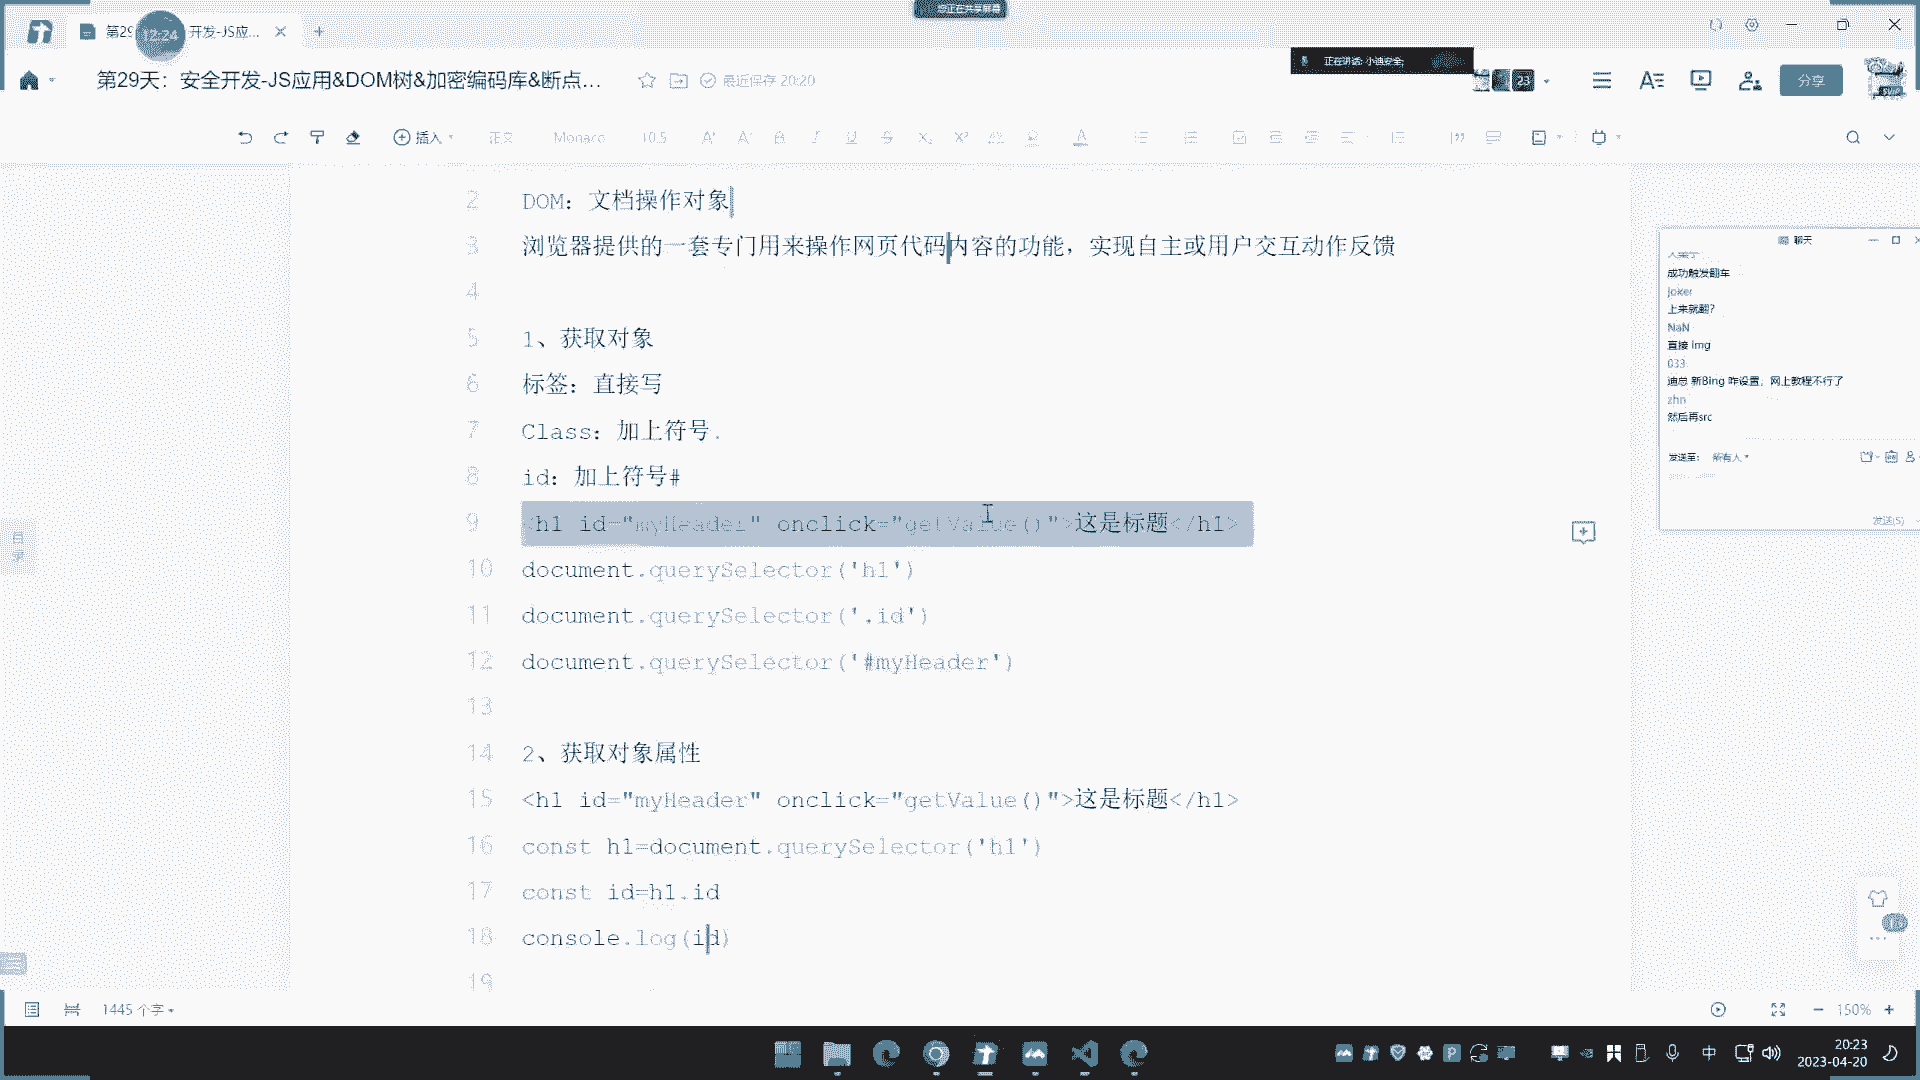 您正在共享屏幕
第29
12:24
开发-JS应...
正在讲话: 小迪安全;
第29天：安全开发-JS应用&DOM树&加密编码库&断点...
最近保存 20:20
23
分享
插入
正文
Monaco
10.5
2 DOM：文档操作对象
3 浏览器提供的一套专门用来操作网页代码内容的功能，实现自主或用户交互动作反馈
4
5 1、获取对象
6 标签：直接写
7 Class：加上符号.
8 id：加上符号#
9 <h1 id="myHeader" onclick="getValue()">这是标题</h1>
10 document.querySelector('h1')
11 document.querySelector('.id')
12 document.querySelector('#myHeader')
13
14 2、获取对象属性
15 <h1 id="myHeader" onclick="getValue()">这是标题</h1>
16 const h1=document.querySelector('h1')
17 const id=h1.id
18 console.log(id)
19
目录
聊天
成功触发翻车
joker
上来就翻?
NaN
直接 Img
033
迪总 新Bing 咋设置，网上教程不行了
zhn
然后再src
发送至: 所有人
发送(S)
1445 个字
150%
中
20:23
2023-04-20